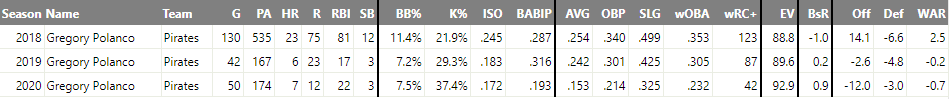 Season Name Team G PA HR R RBI SB BB% K% ISO BABIP AVG OBP SLG wOBA wRC+ EV BsR Off Def WAR
2018 Gregory Polanco Pirates 130 535 23 75 81 12 11.4% 21.9% .245 .287 .254 .340 .499 .353 123 88.8 -1.0 14.1 -6.6 2.5
2019 Gregory Polanco Pirates 42 167 6 23 17 3 7.2% 29.3% .183 .316 .242 .301 .425 .305 87 89.6 0.2 -2.6 -4.8 -0.2
2020 Gregory Polanco Pirates 50 174 7 12 22 3 7.5% 37.4% .172 .193 .153 .214 .325 .232 42 92.9 0.9 -12.0 -3.0 -0.7